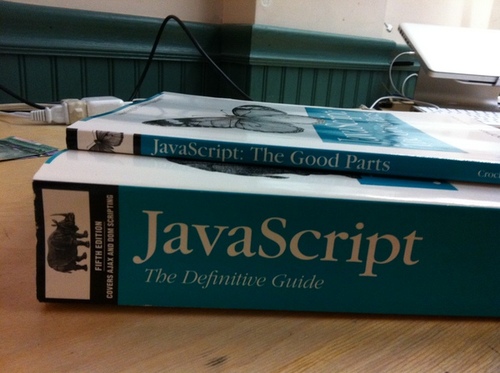 JavaScript: The Good Parts
FIFTH EDITION
COVERS AJAX AND DOM SCRIPTING
JavaScript
The Definitive Guide